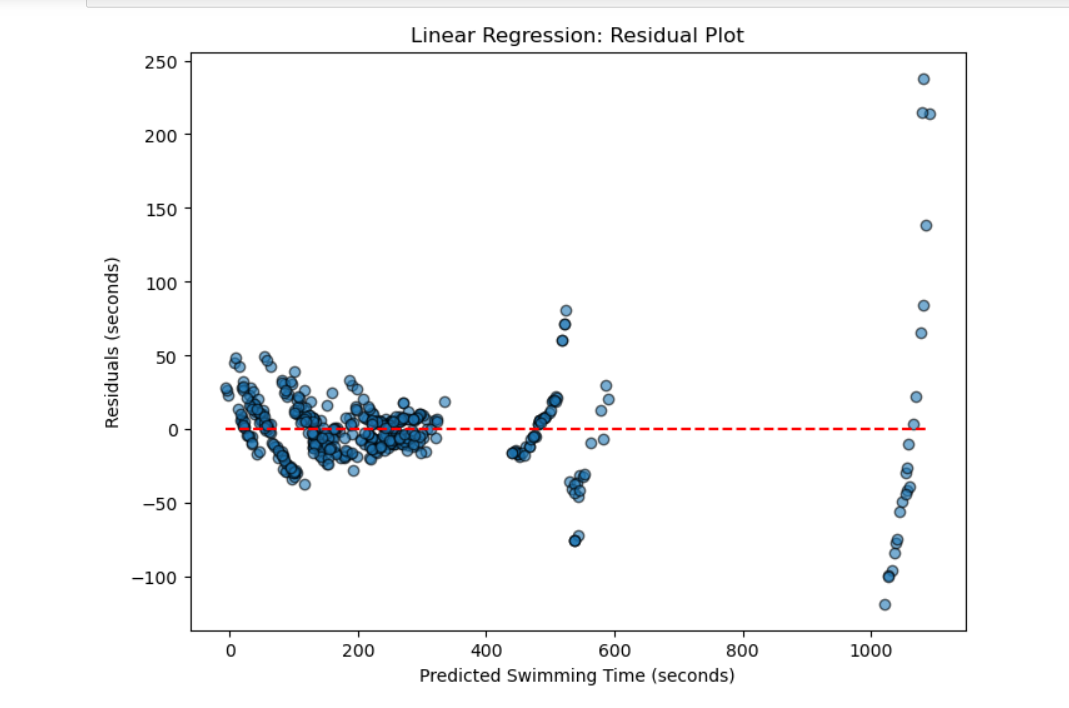 Linear Regression: Residual Plot
250
200
150
100
50
0
−50
−100
Residuals (seconds)
0 200 400 600 800 1000
Predicted Swimming Time (seconds)